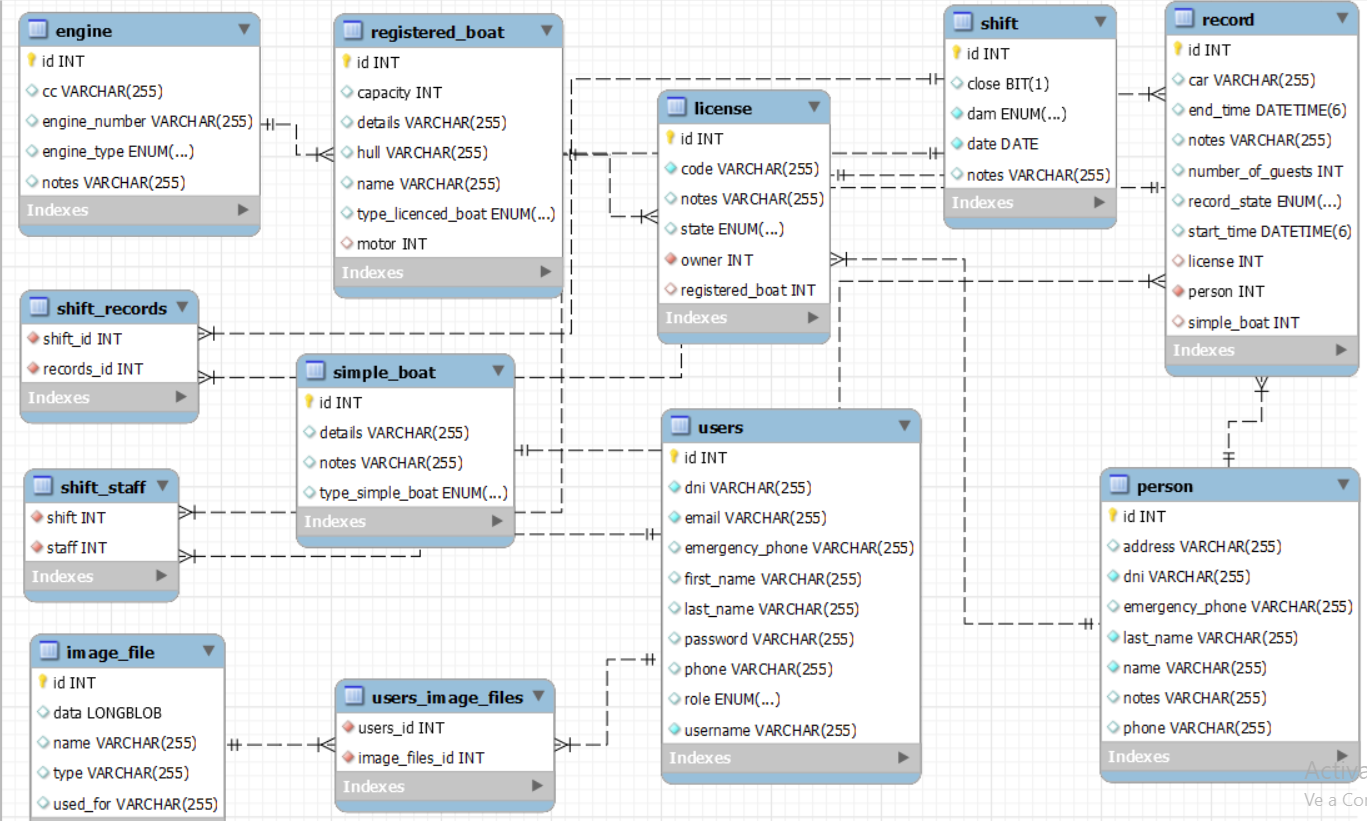 engine
id INT
cc VARCHAR(255)
engine_number VARCHAR(255)
engine_type ENUM(...)
notes VARCHAR(255)
Indexes
registered_boat
id INT
capacity INT
details VARCHAR(255)
hull VARCHAR(255)
name VARCHAR(255)
type_licenced_boat ENUM(...)
motor INT
Indexes
license
id INT
code VARCHAR(255)
notes VARCHAR(255)
state ENUM(...)
owner INT
registered_boat INT
Indexes
shift
id INT
close BIT(1)
dam ENUM(...)
date DATE
notes VARCHAR(255)
Indexes
record
id INT
car VARCHAR(255)
end_time DATETIME(6)
notes VARCHAR(255)
number_of_guests INT
record_state ENUM(...)
start_time DATETIME(6)
license INT
person INT
simple_boat INT
Indexes
shift_records
shift_id INT
records_id INT
Indexes
simple_boat
id INT
details VARCHAR(255)
notes VARCHAR(255)
type_simple_boat ENUM(...)
Indexes
shift_staff
shift INT
staff INT
Indexes
users
id INT
dni VARCHAR(255)
email VARCHAR(255)
emergency_phone VARCHAR(255)
first_name VARCHAR(255)
last_name VARCHAR(255)
password VARCHAR(255)
phone VARCHAR(255)
role ENUM(...)
username VARCHAR(255)
Indexes
person
id INT
address VARCHAR(255)
dni VARCHAR(255)
emergency_phone VARCHAR(255)
last_name VARCHAR(255)
name VARCHAR(255)
notes VARCHAR(255)
phone VARCHAR(255)
Indexes
image_file
id INT
data LONGBLOB
name VARCHAR(255)
type VARCHAR(255)
used_for VARCHAR(255)
users_image_files
users_id INT
image_files_id INT
Indexes
Activa
Ve a Co